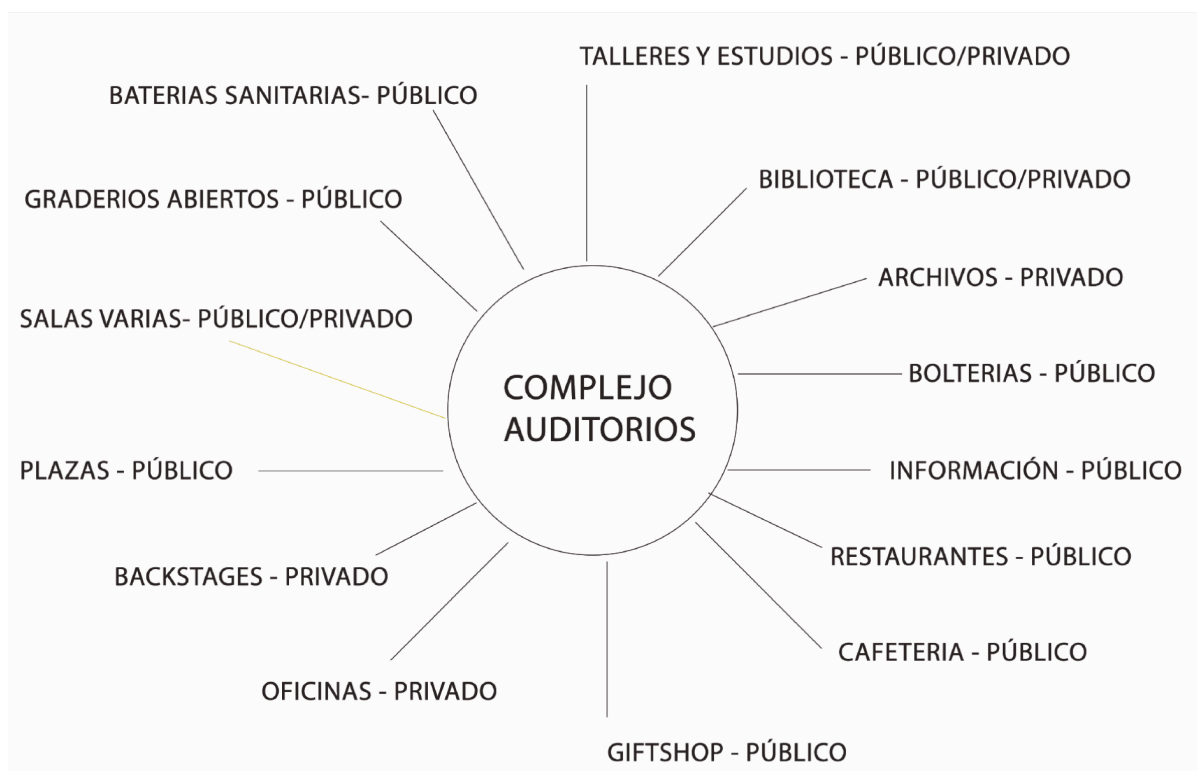 TALLERES Y ESTUDIOS - PÚBLICO/PRIVADO
BATERIAS SANITARIAS- PÚBLICO
BIBLIOTECA - PÚBLICO/PRIVADO
GRADERIOS ABIERTOS - PÚBLICO
ARCHIVOS - PRIVADO
SALAS VARIAS- PÚBLICO/PRIVADO
BOLTERIAS - PÚBLICO
COMPLEJO
AUDITORIOS
PLAZAS - PÚBLICO
INFORMACIÓN - PÚBLICO
RESTAURANTES - PÚBLICO
BACKSTAGES - PRIVADO
CAFETERIA - PÚBLICO
OFICINAS - PRIVADO
GIFTSHOP - PÚBLICO